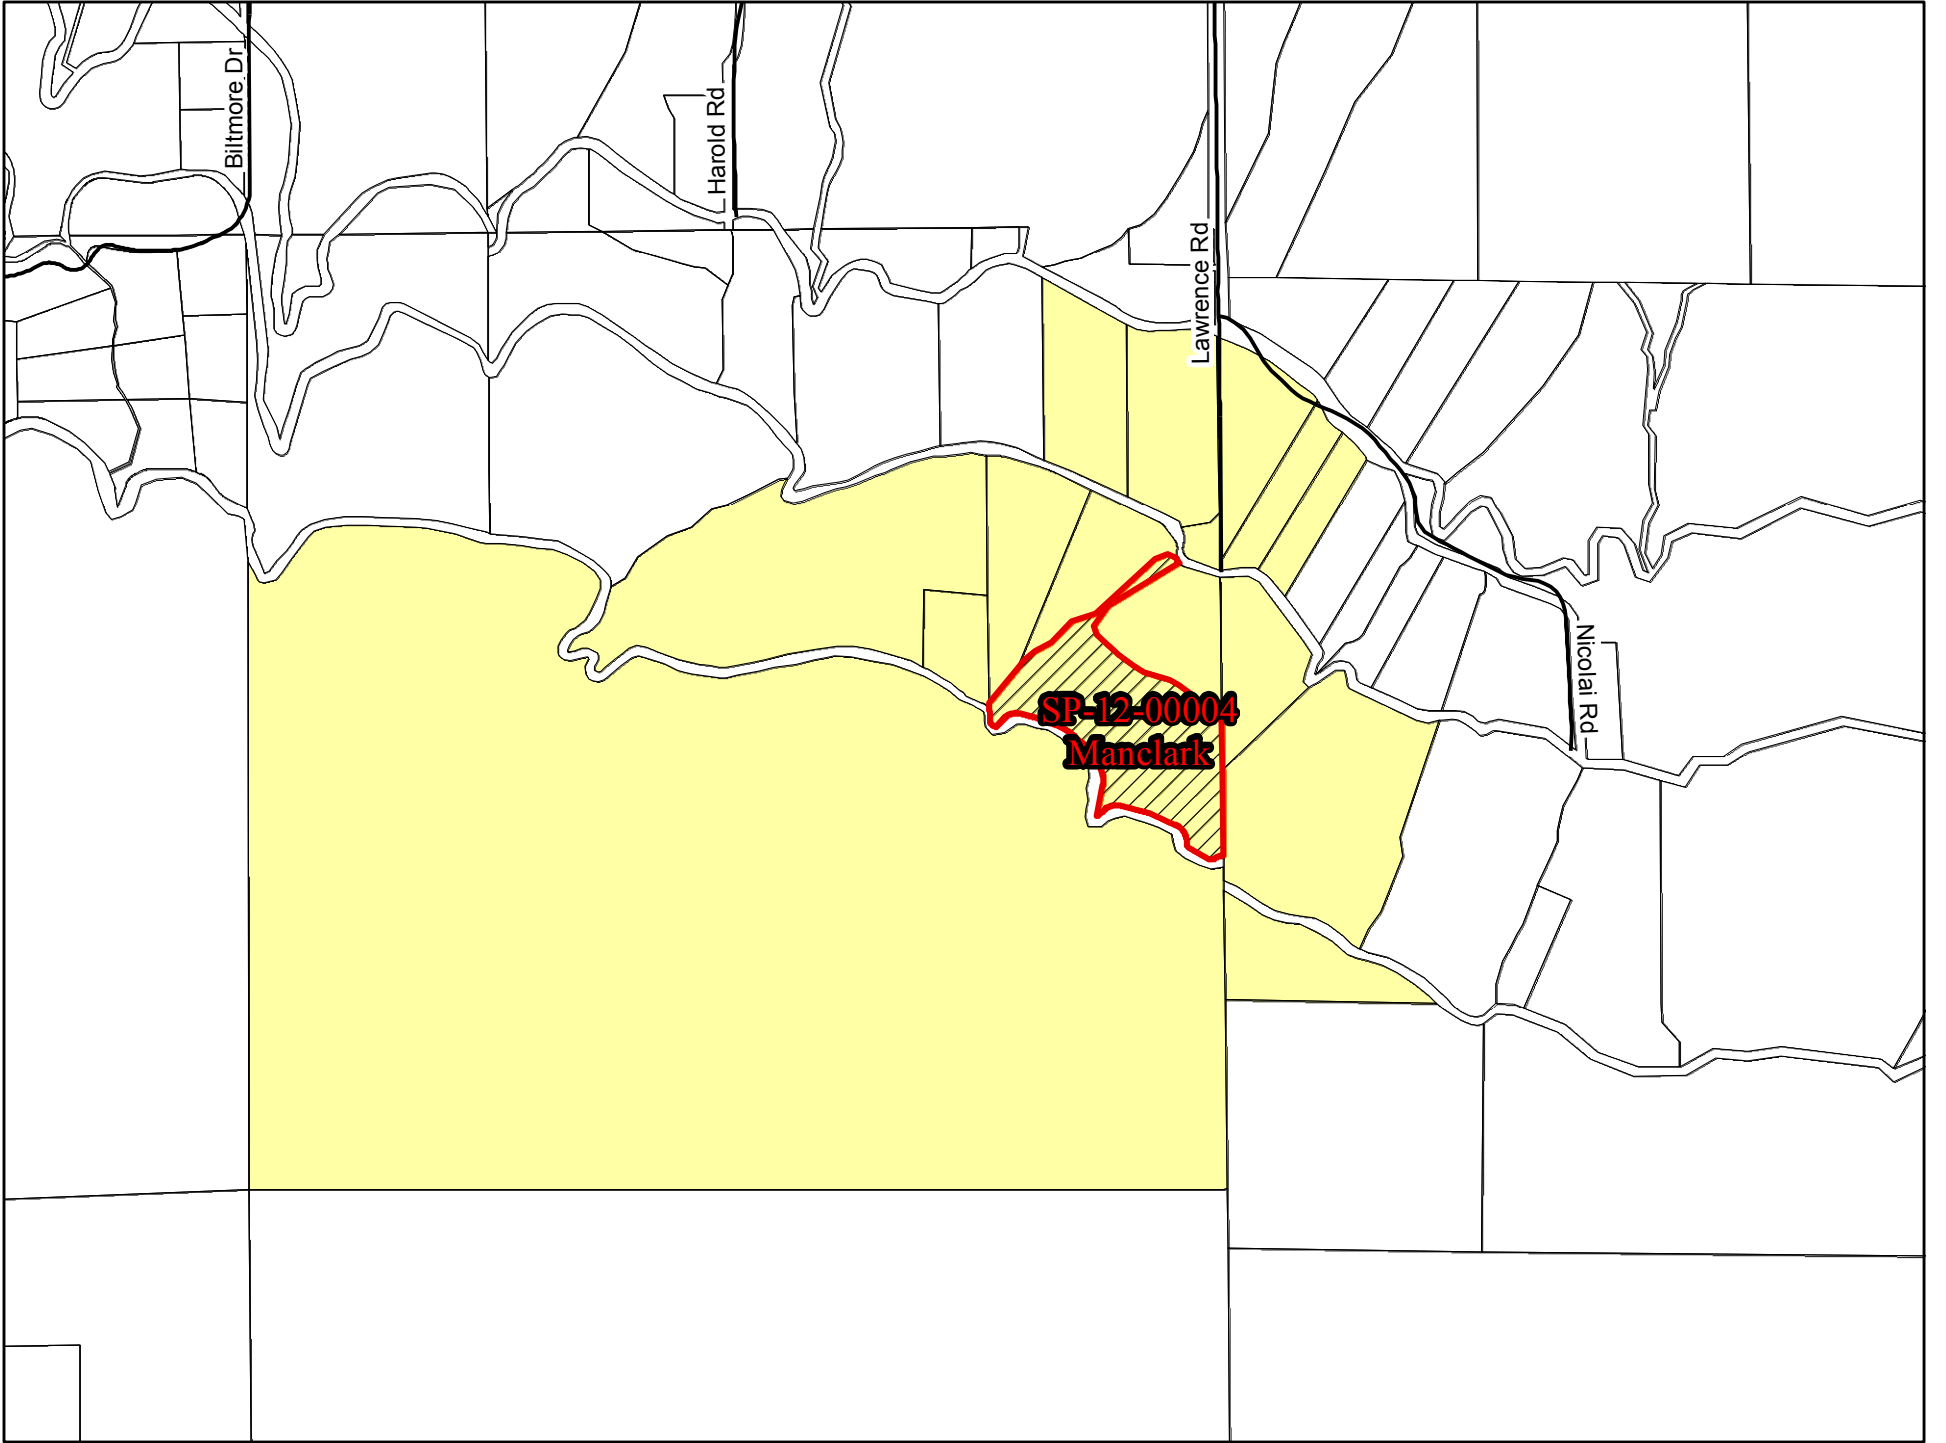 Biltmore Dr
Harold Rd
Lawrence Rd
Nicolai Rd
SP-12-00004
Manclark